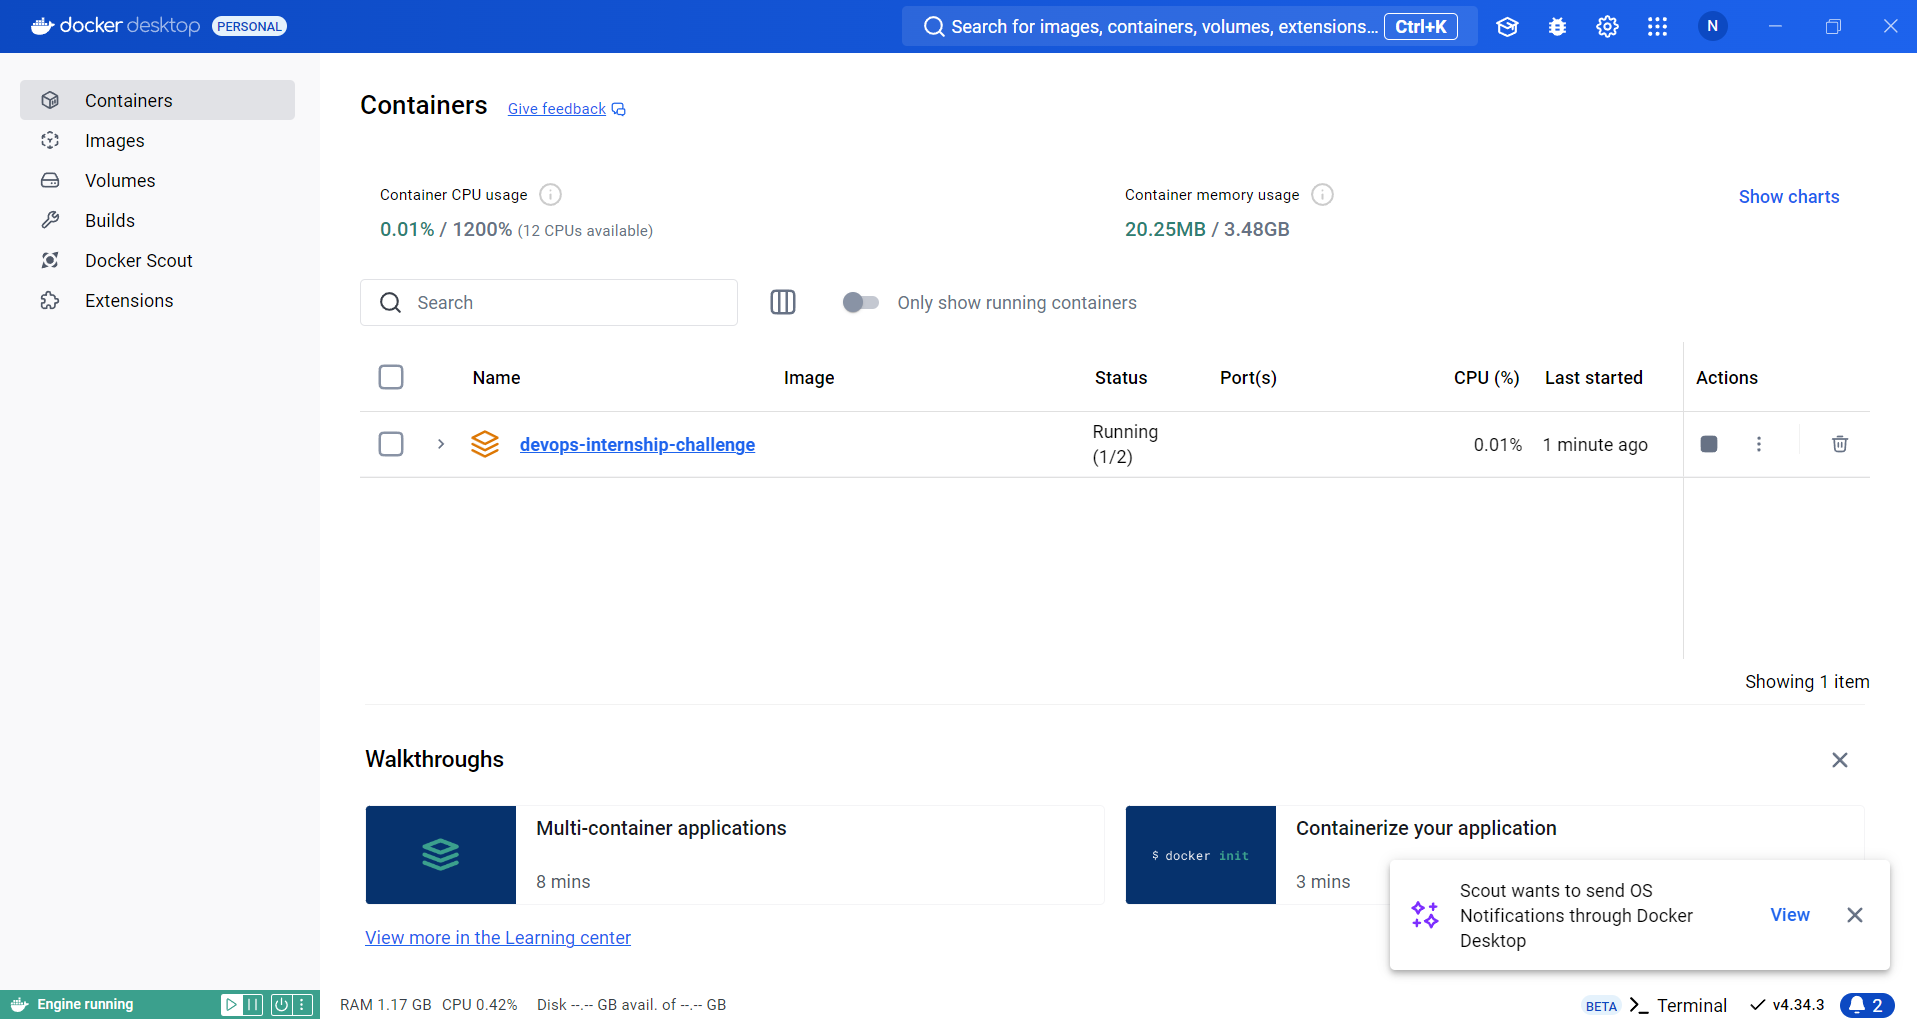 docker desktop PERSONAL
Search for images, containers, volumes, extensions... Ctrl+K
N
Containers
Images
Volumes
Builds
Docker Scout
Extensions
Containers Give feedback
Container CPU usage
0.01% / 1200% (12 CPUs available)
Container memory usage
20.25MB / 3.48GB
Show charts
Search
Only show running containers
Name Image Status Port(s) CPU (%) Last started Actions
devops-internship-challenge
Running
(1/2)
0.01% 1 minute ago
Showing 1 item
Walkthroughs
Multi-container applications
8 mins
$ docker init
Containerize your application
3 mins
View more in the Learning center
Scout wants to send OS
Notifications through Docker
Desktop
View
Engine running
RAM 1.17 GB CPU 0.42% Disk --.-- GB avail. of --.-- GB
BETA Terminal v4.34.3 2